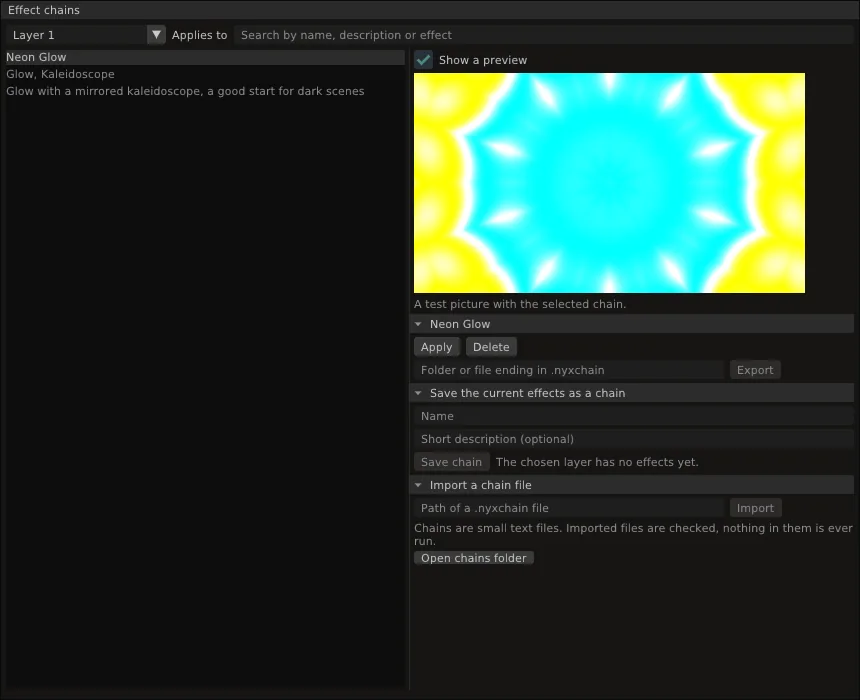 Effect chains
Layer 1
Applies to
Search by name, description or effect
Neon Glow
Glow, Kaleidoscope
Glow with a mirrored kaleidoscope, a good start for dark scenes
Show a preview
A test picture with the selected chain.
Neon Glow
Apply
Delete
Folder or file ending in .nyxchain
Export
Save the current effects as a chain
Name
Short description (optional)
Save chain
The chosen layer has no effects yet.
Import a chain file
Path of a .nyxchain file
Import
Chains are small text files. Imported files are checked, nothing in them is ever
run.
Open chains folder